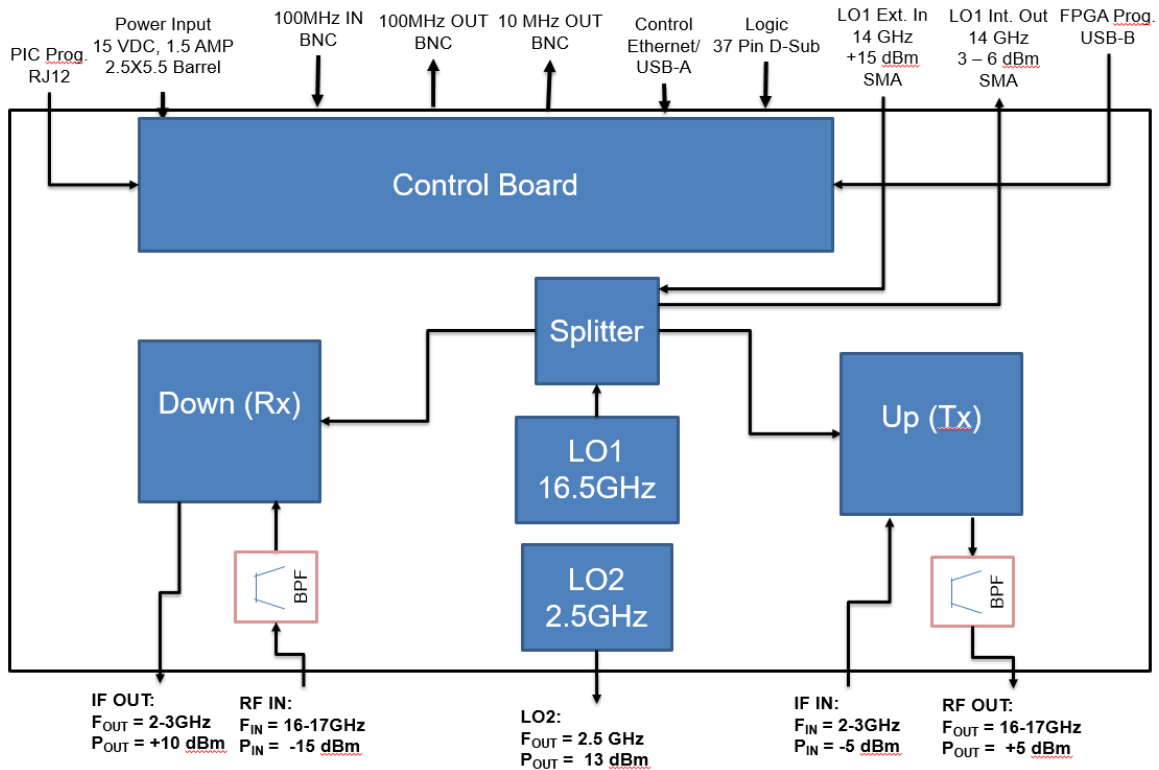 PIC Prog.
RJ12
Power Input
15 VDC, 1.5 AMP
2.5X5.5 Barrel
100MHz IN
BNC
100MHz OUT
BNC
10 MHz OUT
BNC
Control
Ethernet/
USB-A
Logic
37 Pin D-Sub
LO1 Ext. In
14 GHz
+15 dBm
SMA
LO1 Int. Out
14 GHz
3 – 6 dBm
SMA
FPGA Prog.
USB-B
Control Board
Splitter
Down (Rx)
Up (Tx)
LO1
16.5GHz
LO2
2.5GHz
BPF
BPF
IF OUT:
FOUT = 2-3GHz
POUT = +10 dBm
RF IN:
FIN = 16-17GHz
PIN = -15 dBm
LO2:
FOUT = 2.5 GHz
POUT = 13 dBm
IF IN:
FIN = 2-3GHz
PIN = -5 dBm
RF OUT:
FOUT = 16-17GHz
POUT = +5 dBm